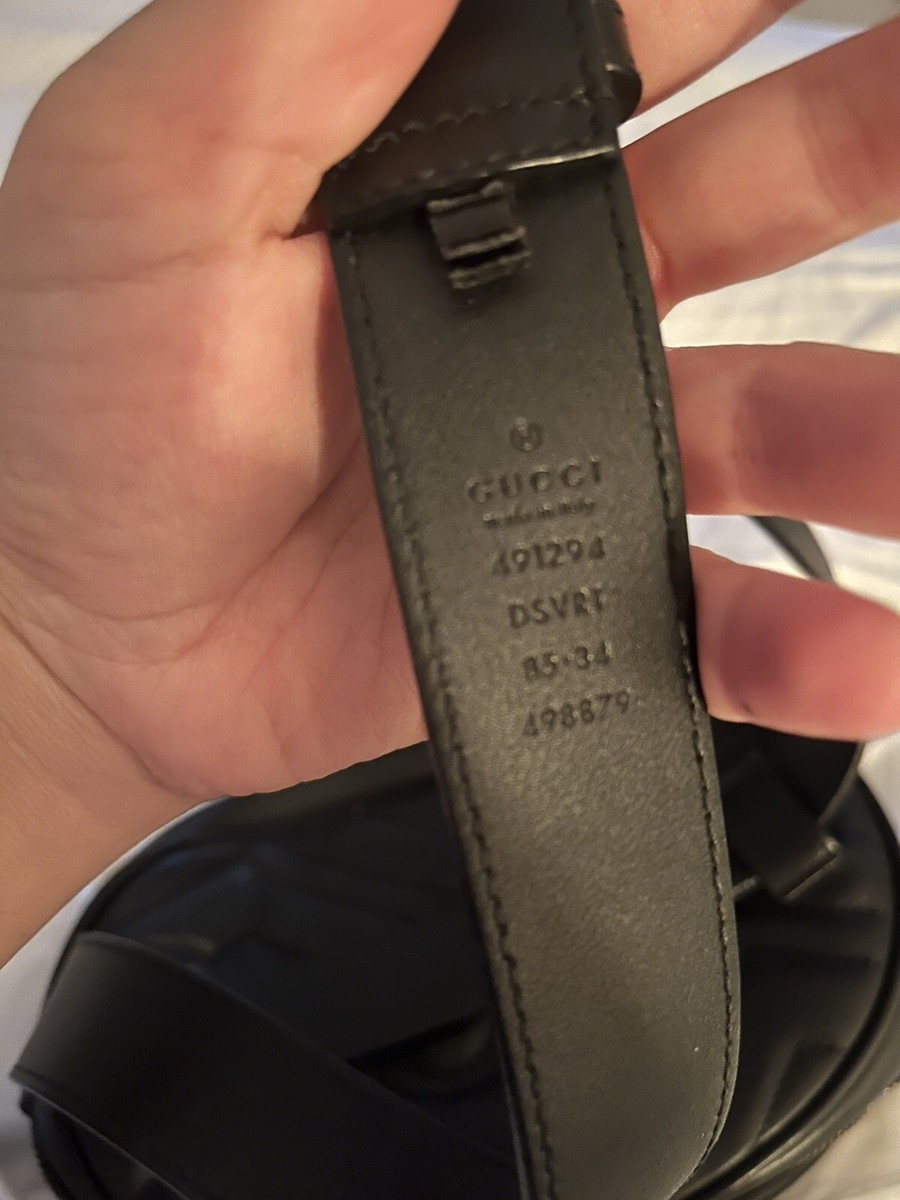 GUCCI
made in Italy
491294
DSVRT
85·34
498879